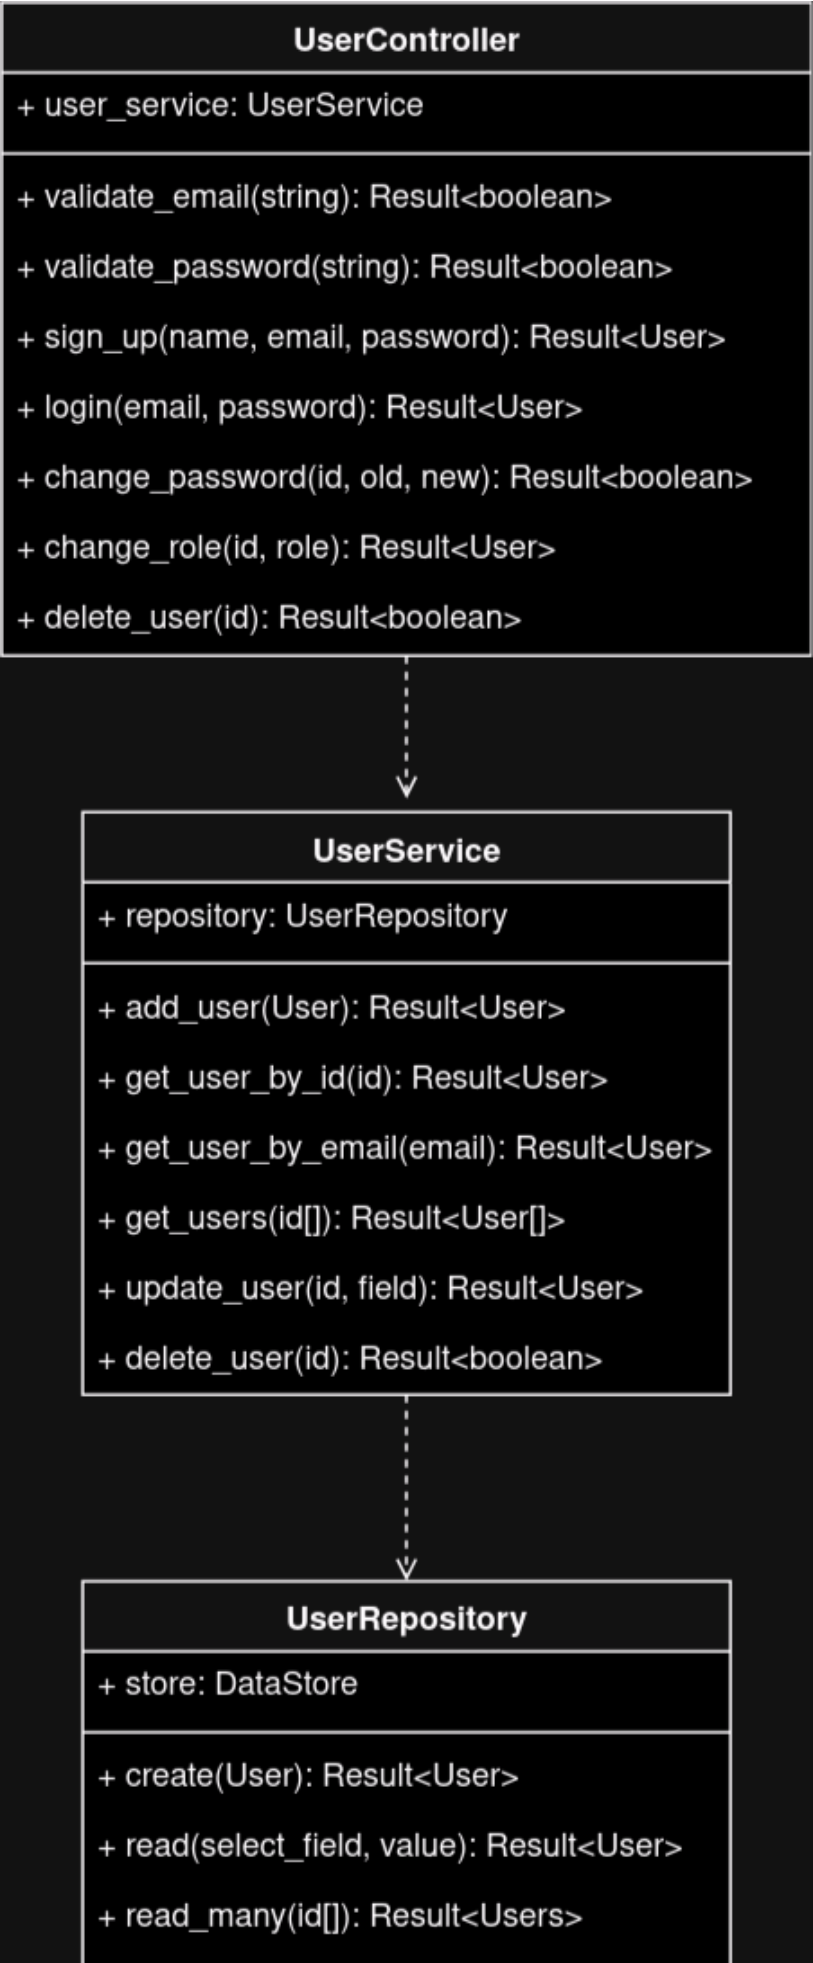 UserController
+ user_service: UserService
+ validate_email(string): Result<boolean>
+ validate_password(string): Result<boolean>
+ sign_up(name, email, password): Result<User>
+ login(email, password): Result<User>
+ change_password(id, old, new): Result<boolean>
+ change_role(id, role): Result<User>
+ delete_user(id): Result<boolean>
UserService
+ repository: UserRepository
+ add_user(User): Result<User>
+ get_user_by_id(id): Result<User>
+ get_user_by_email(email): Result<User>
+ get_users(id[]): Result<User[]>
+ update_user(id, field): Result<User>
+ delete_user(id): Result<boolean>
UserRepository
+ store: DataStore
+ create(User): Result<User>
+ read(select_field, value): Result<User>
+ read_many(id[]): Result<Users>